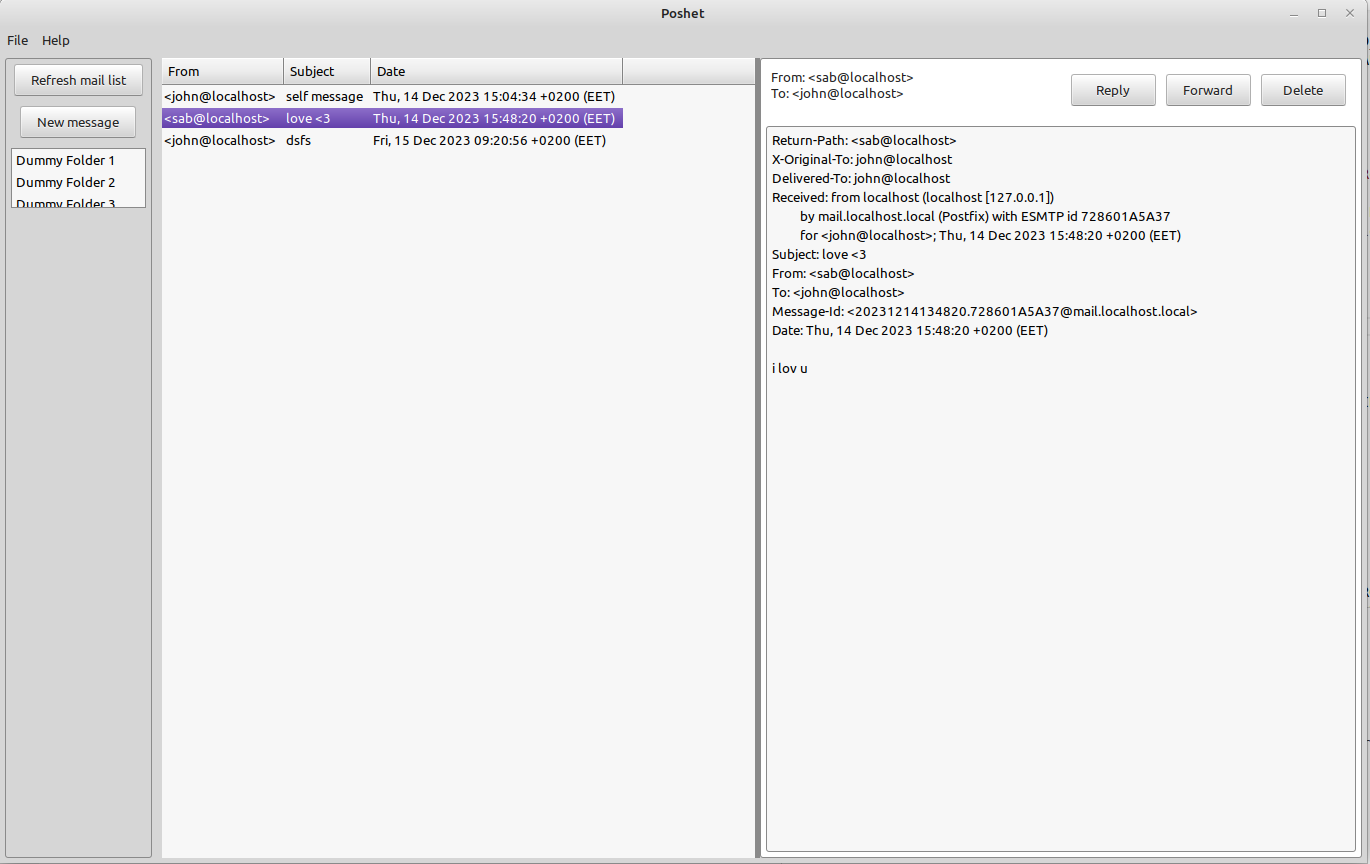 Poshet
File Help
Refresh mail list
New message
Dummy Folder 1
Dummy Folder 2
Dummy Folder 3
From Subject Date
<john@localhost> self message Thu, 14 Dec 2023 15:04:34 +0200 (EET)
<sab@localhost> love <3 Thu, 14 Dec 2023 15:48:20 +0200 (EET)
<john@localhost> dsfs Fri, 15 Dec 2023 09:20:56 +0200 (EET)
From: <sab@localhost>
To: <john@localhost>
Reply Forward Delete
Return-Path: <sab@localhost>
X-Original-To: john@localhost
Delivered-To: john@localhost
Received: from localhost (localhost [127.0.0.1])
by mail.localhost.local (Postfix) with ESMTP id 728601A5A37
for <john@localhost>; Thu, 14 Dec 2023 15:48:20 +0200 (EET)
Subject: love <3
From: <sab@localhost>
To: <john@localhost>
Message-Id: <20231214134820.728601A5A37@mail.localhost.local>
Date: Thu, 14 Dec 2023 15:48:20 +0200 (EET)
i lov u